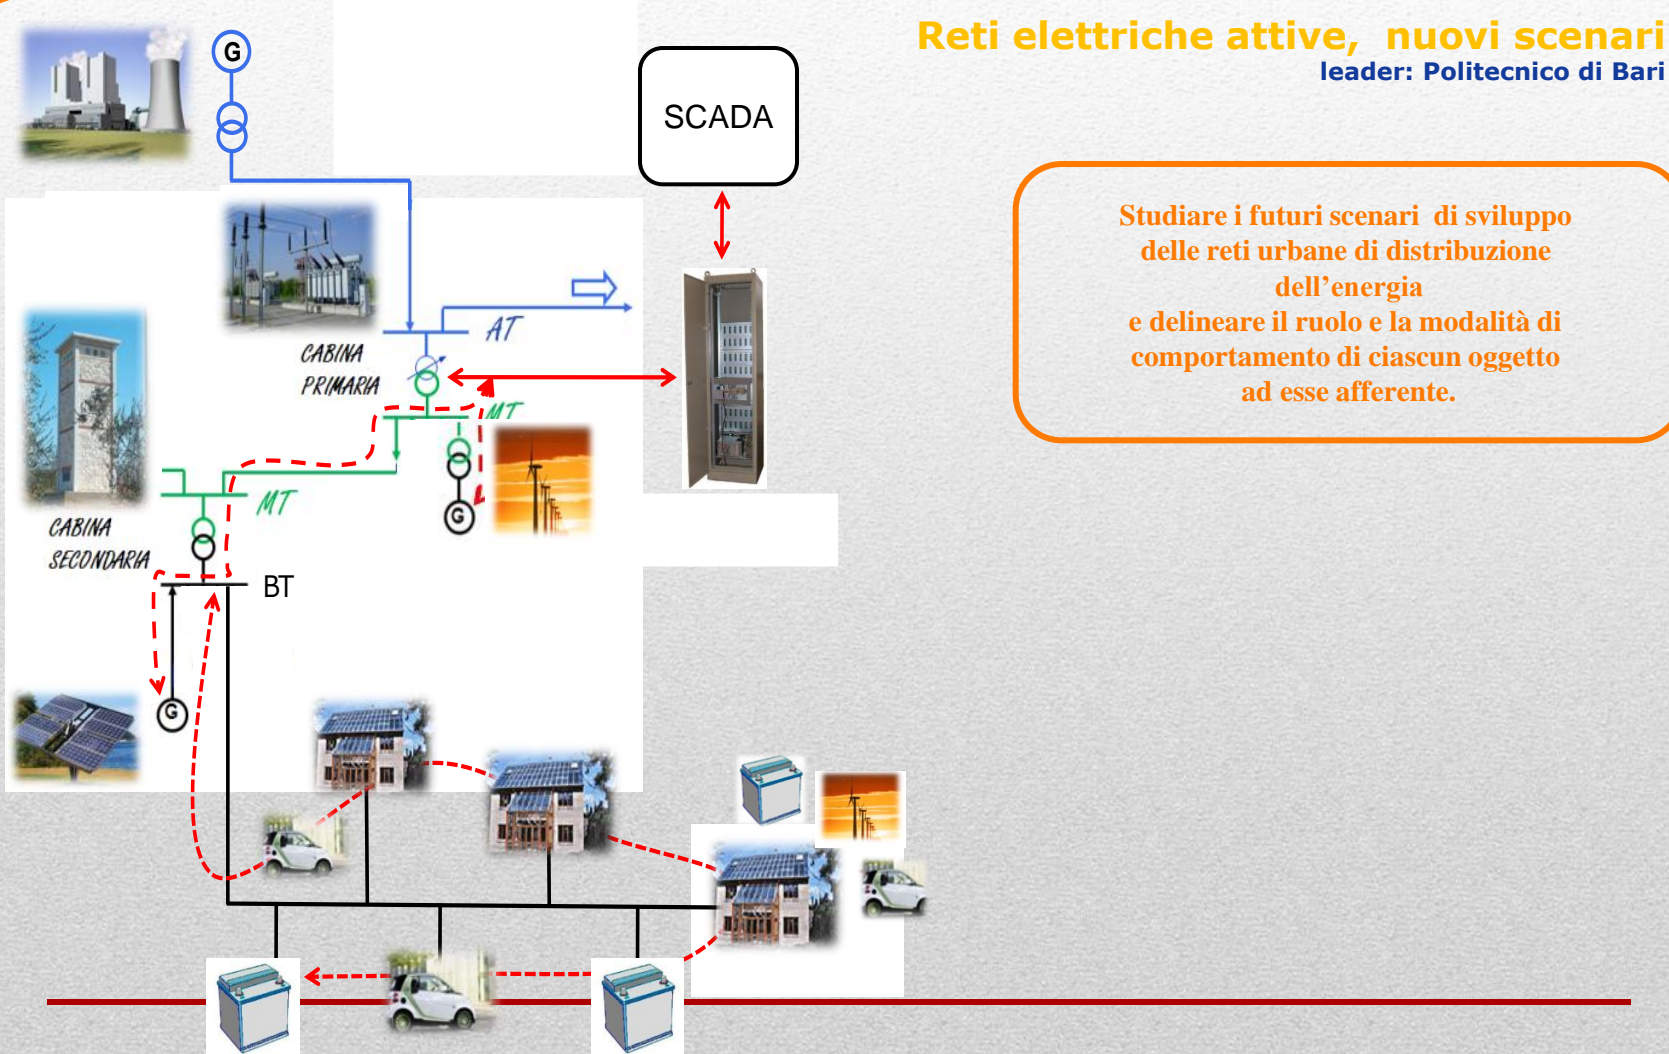 Reti elettriche attive, nuovi scenari
leader: Politecnico di Bari
G
SCADA
Studiare i futuri scenari di sviluppo
delle reti urbane di distribuzione
dell'energia
e delineare il ruolo e la modalità di
comportamento di ciascun oggetto
ad esse afferente.
AT
CABINA
PRIMARIA
MT
MT
G
CABINA
SECONDARIA
BT
G